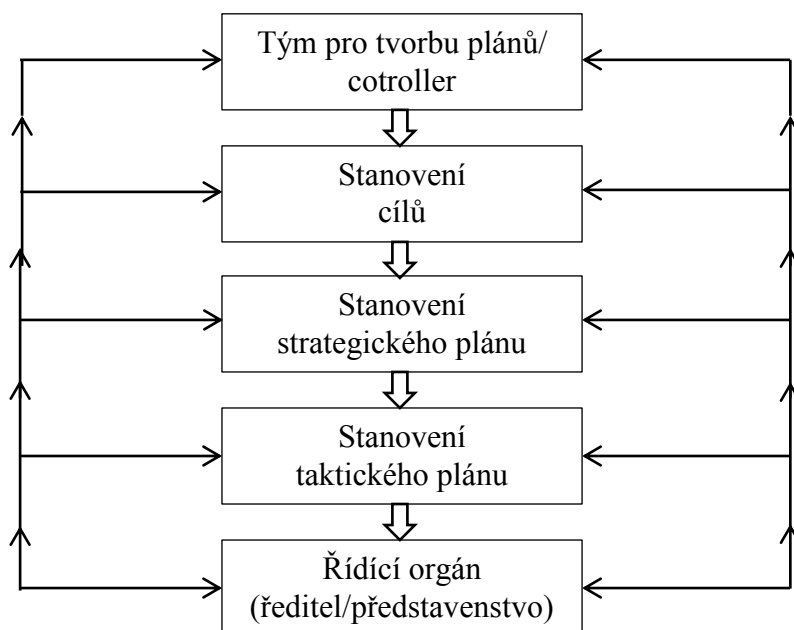 Tým pro tvorbu plánů/
cotroller
Stanovení
cílů
Stanovení
strategického plánu
Stanovení
taktického plánu
Řídící orgán
(ředitel/představenstvo)